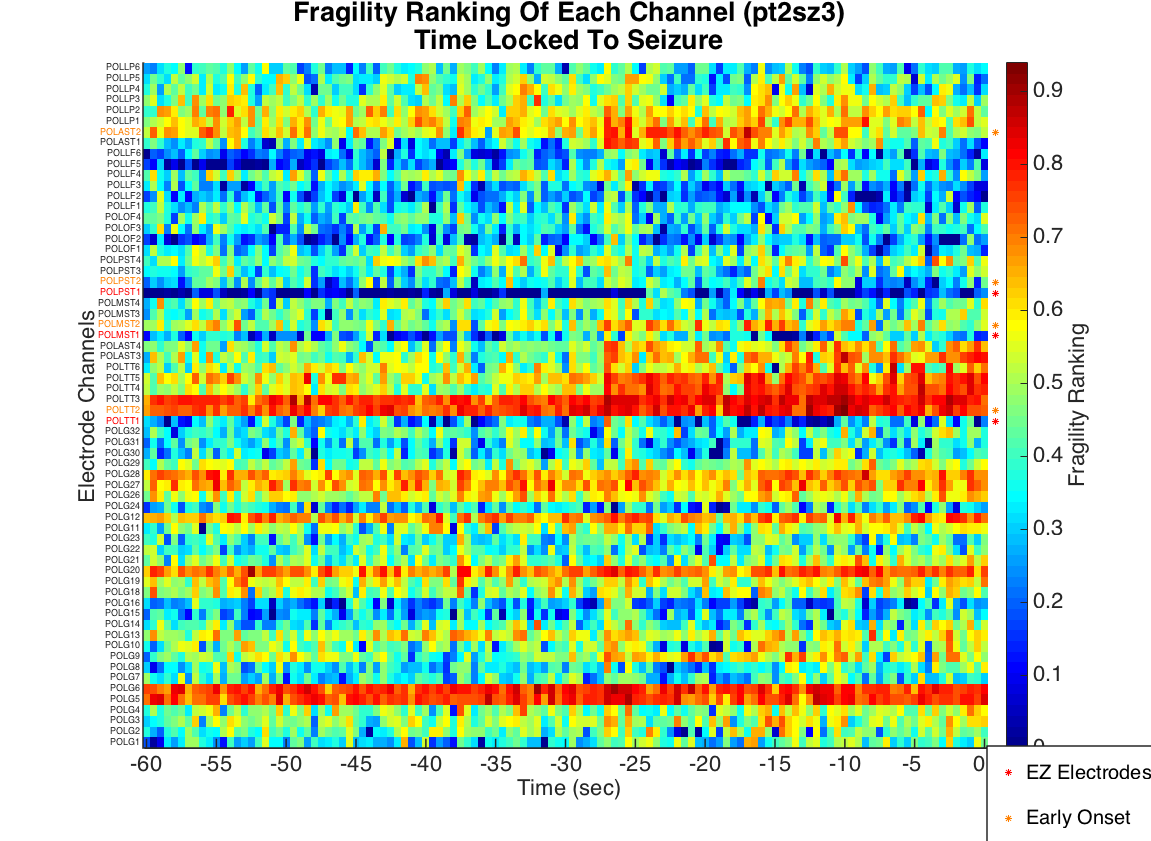 Fragility Ranking Of Each Channel (pt2sz3)
Time Locked To Seizure
POLLP6
POLLP5
POLLP4
POLLP3
POLLP2
POLLP1
POLAST2
POLAST1
POLLF6
POLLF5
POLLF4
POLLF3
POLLF2
POLLF1
POLOF4
POLOF3
POLOF2
POLOF1
POLPST4
POLPST3
POLPST2
POLPST1
POLMST4
POLMST3
POLMST2
POLMST1
POLAST4
POLAST3
POLTT6
POLTT5
POLTT4
POLTT3
POLTT2
POLTT1
POLG32
POLG31
POLG30
POLG29
POLG28
POLG27
POLG26
POLG24
POLG12
POLG11
POLG23
POLG22
POLG21
POLG20
POLG19
POLG18
POLG16
POLG15
POLG14
POLG13
POLG10
POLG9
POLG8
POLG7
POLG6
POLG5
POLG4
POLG3
POLG2
POLG1
Electrode Channels
-60 -55 -50 -45 -40 -35 -30 -25 -20 -15 -10 -5 0
Time (sec)
0.9
0.8
0.7
0.6
0.5
0.4
0.3
0.2
0.1
0
Fragility Ranking
EZ Electrodes
Early Onset